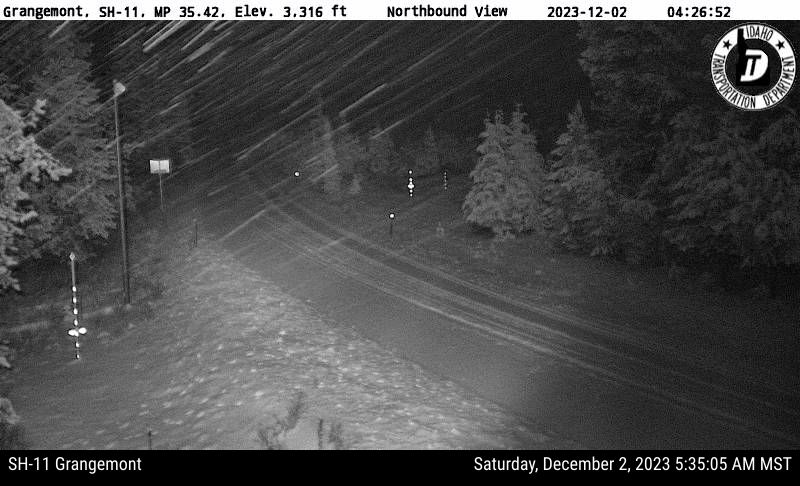 Grangemont, SH-11, MP 35.42, Elev. 3,316 ft Northbound View 2023-12-02 04:26:52
IDAHO
TRANSPORTATION DEPARTMENT
SH-11 Grangemont Saturday, December 2, 2023 5:35:05 AM MST